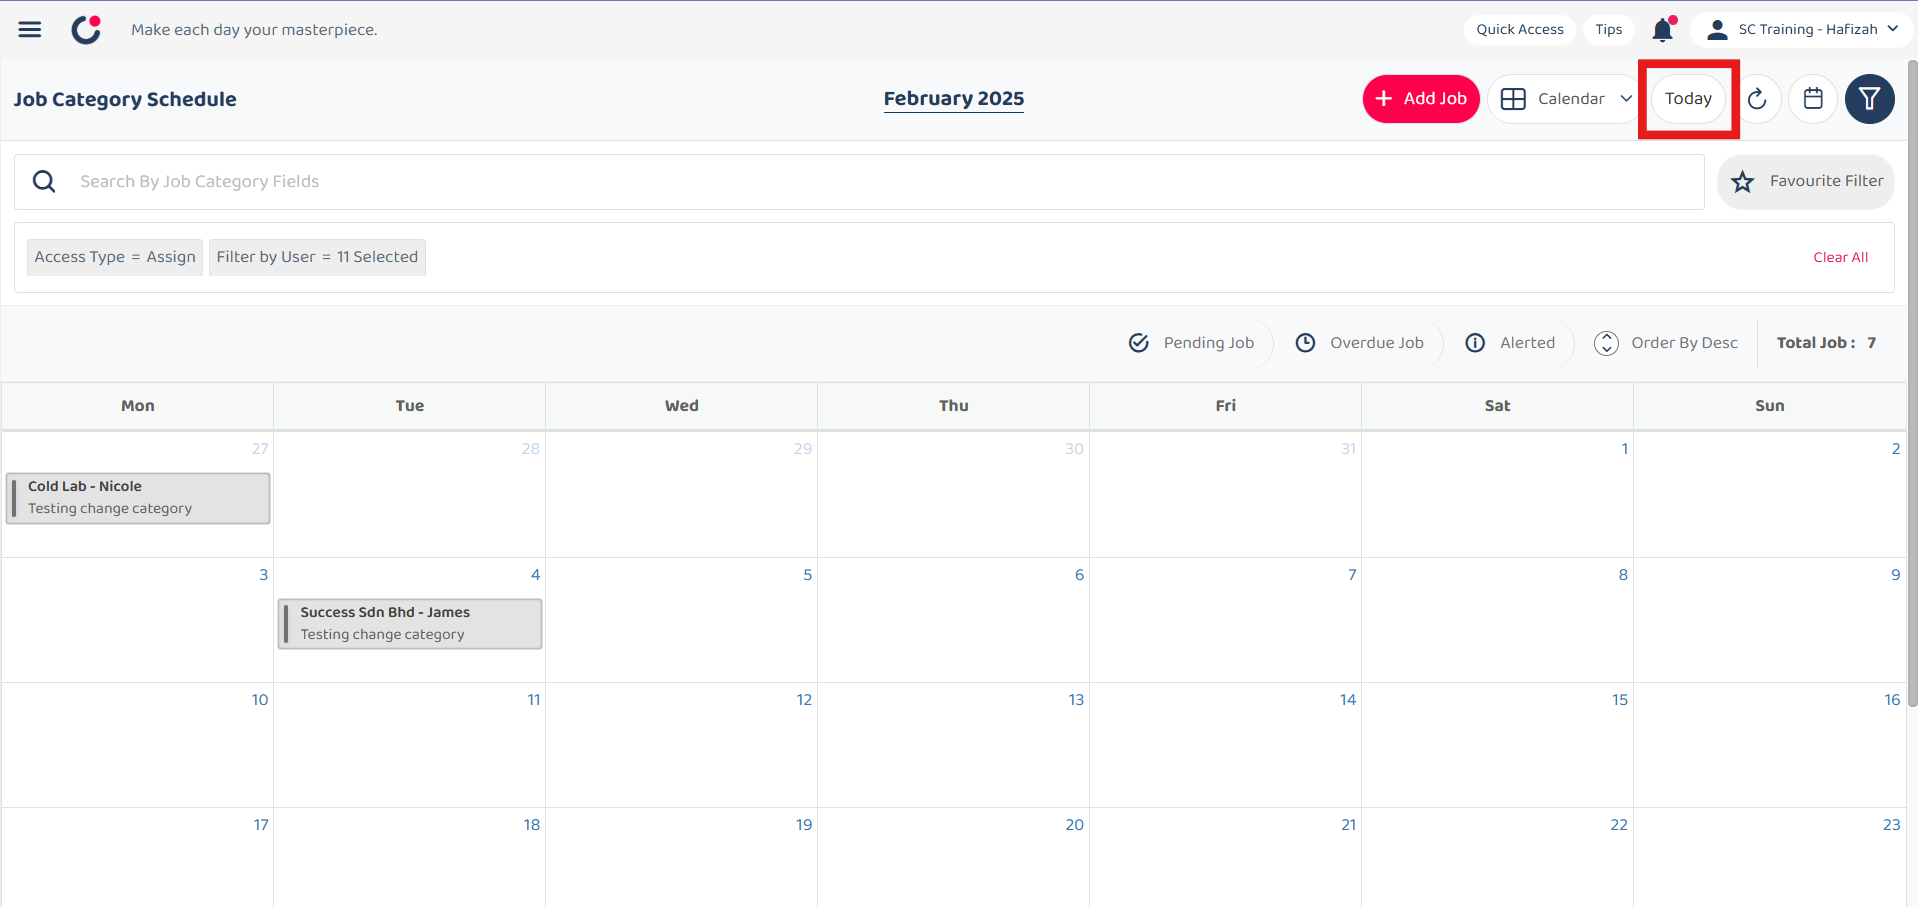 Make each day your masterpiece.
Quick Access
Tips
SC Training - Hafizah
Job Category Schedule
February 2025
+ Add Job
Calendar
Today
Search By Job Category Fields
Favourite Filter
Access Type = Assign
Filter by User = 11 Selected
Clear All
Pending Job
Overdue Job
Alerted
Order By Desc
Total Job : 7
Mon Tue Wed Thu Fri Sat Sun
27 28 29 30 31 1 2
Cold Lab - Nicole
Testing change category
3 4 5 6 7 8 9
Success Sdn Bhd - James
Testing change category
10 11 12 13 14 15 16
17 18 19 20 21 22 23